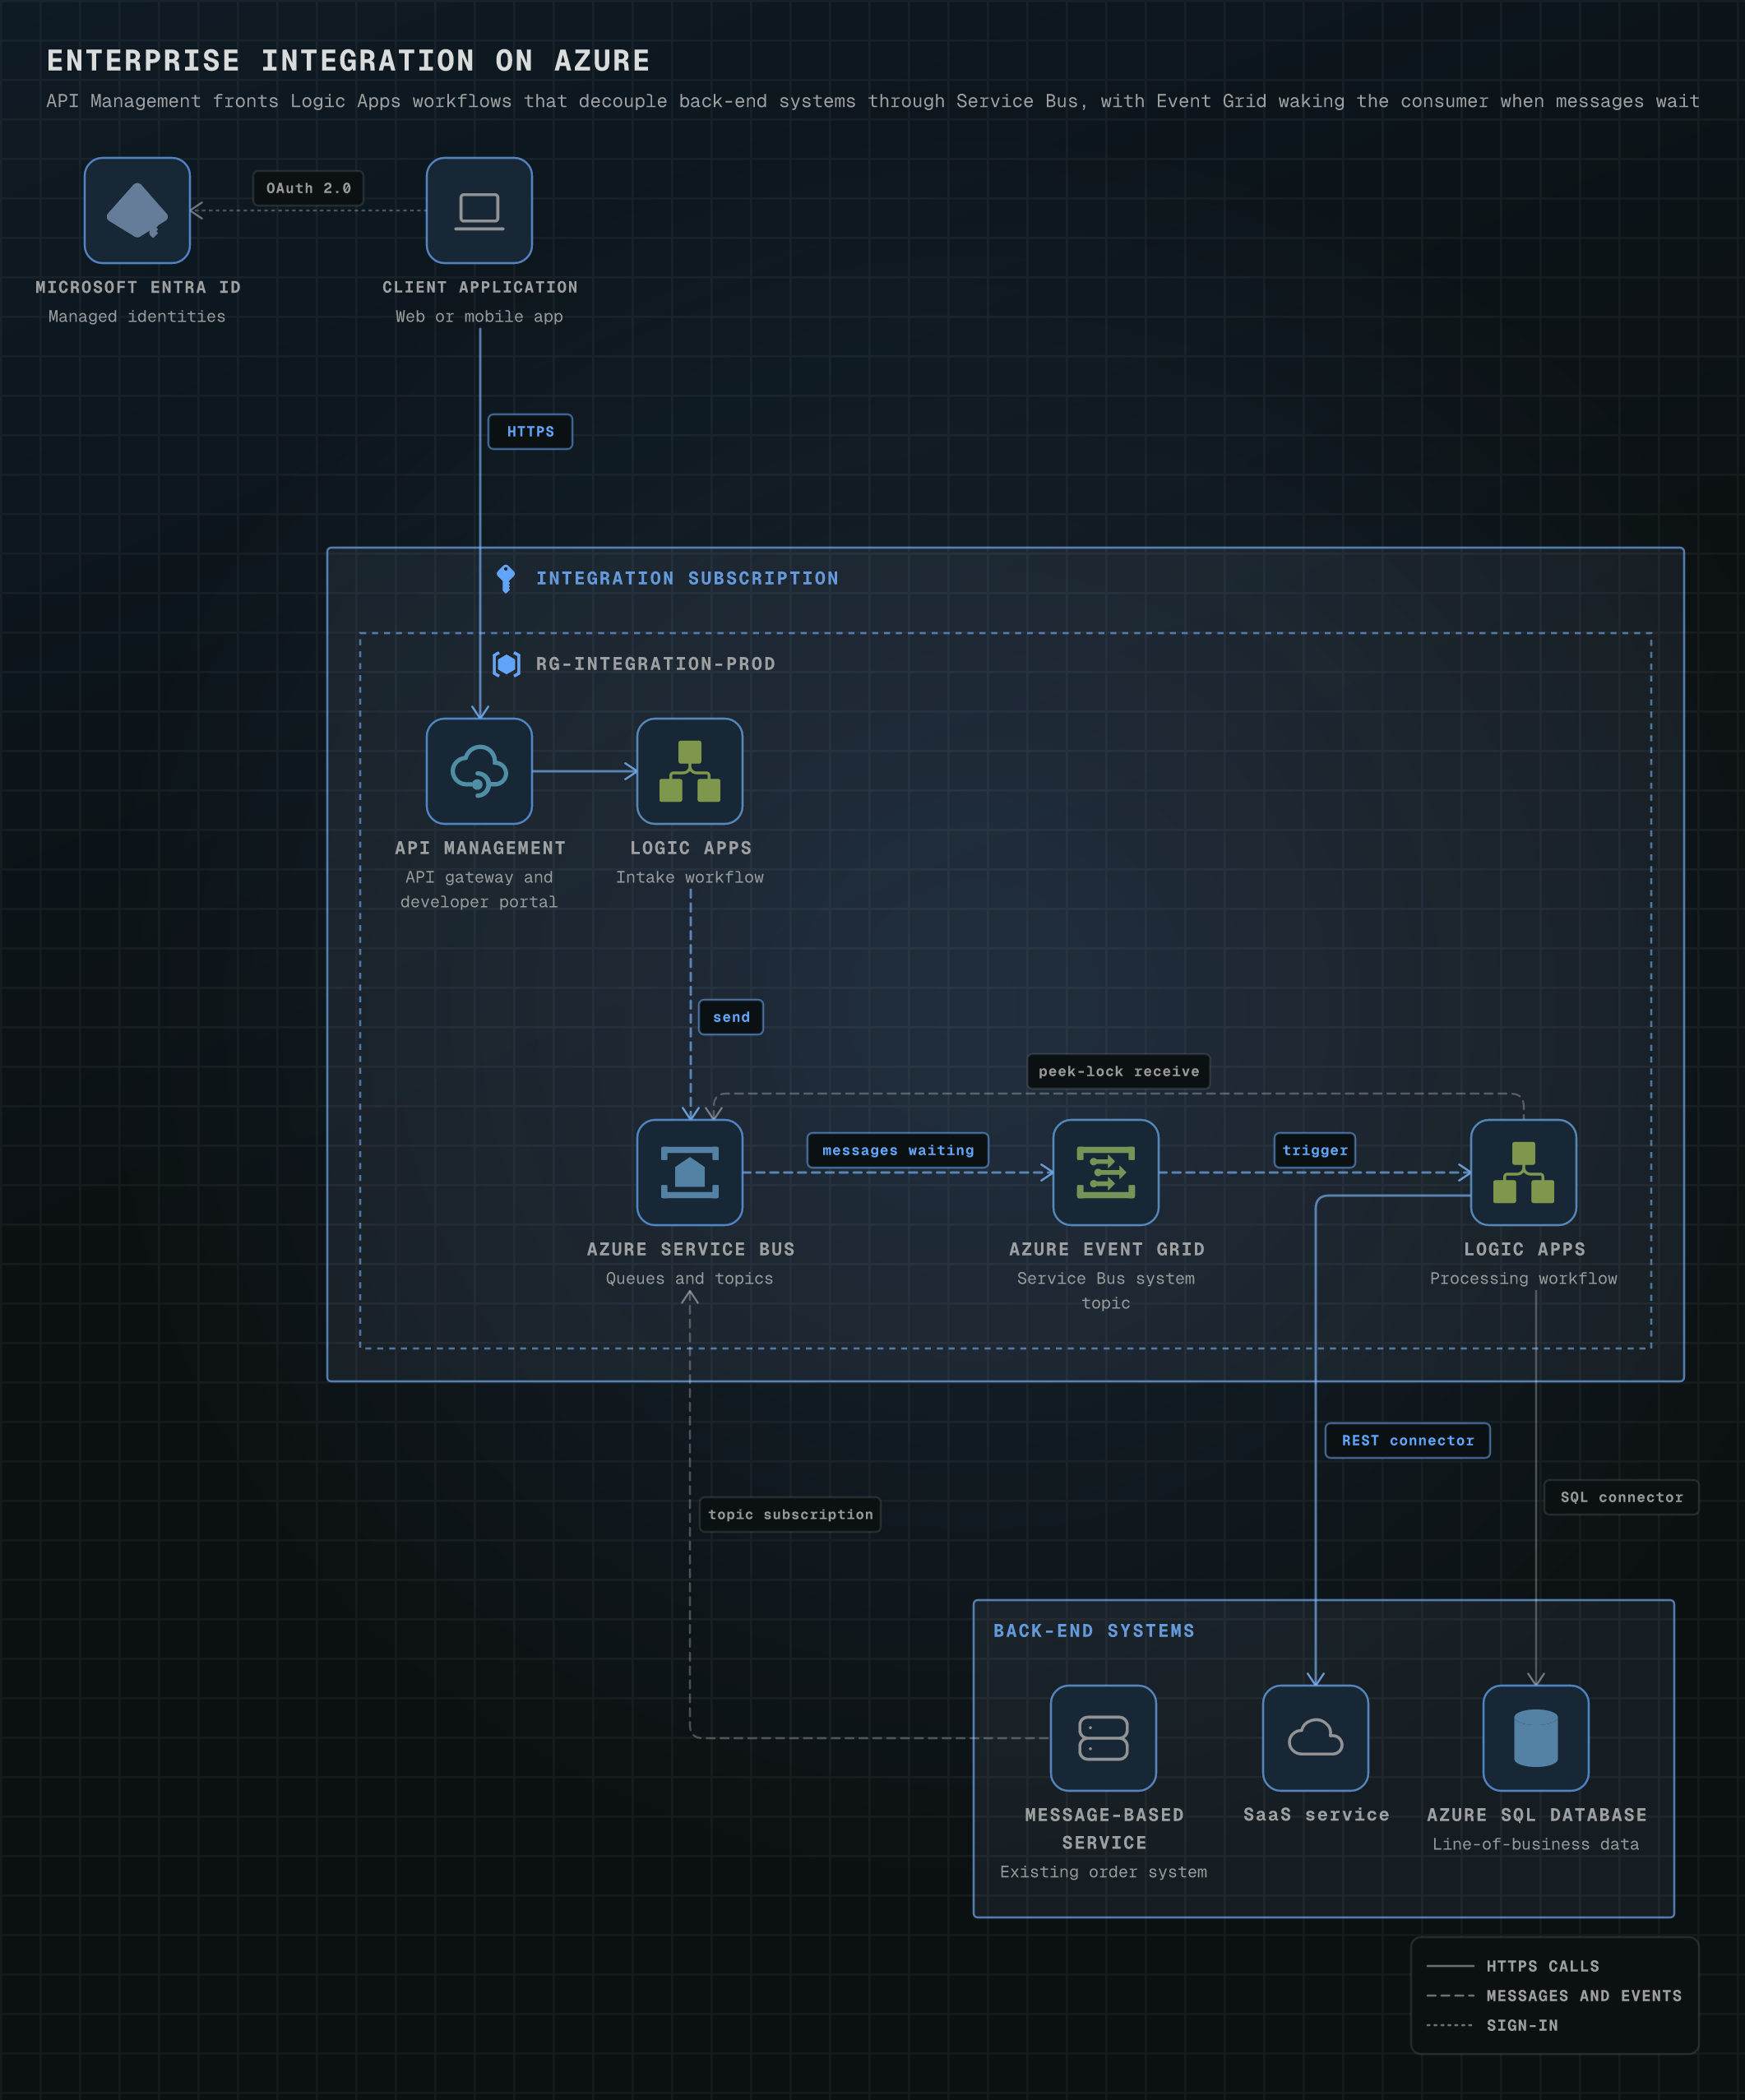 ENTERPRISE INTEGRATION ON AZURE
API Management fronts Logic Apps workflows that decouple back-end systems through Service Bus, with Event Grid waking the consumer when messages wait
OAuth 2.0
MICROSOFT ENTRA ID
Managed identities
CLIENT APPLICATION
Web or mobile app
HTTPS
INTEGRATION SUBSCRIPTION
RG-INTEGRATION-PROD
API MANAGEMENT
API gateway and
developer portal
LOGIC APPS
Intake workflow
send
peek-lock receive
messages waiting
trigger
AZURE SERVICE BUS
Queues and topics
AZURE EVENT GRID
Service Bus system
topic
LOGIC APPS
Processing workflow
REST connector
SQL connector
topic subscription
BACK-END SYSTEMS
MESSAGE-BASED
SERVICE
Existing order system
SaaS service
AZURE SQL DATABASE
Line-of-business data
HTTPS CALLS
MESSAGES AND EVENTS
SIGN-IN